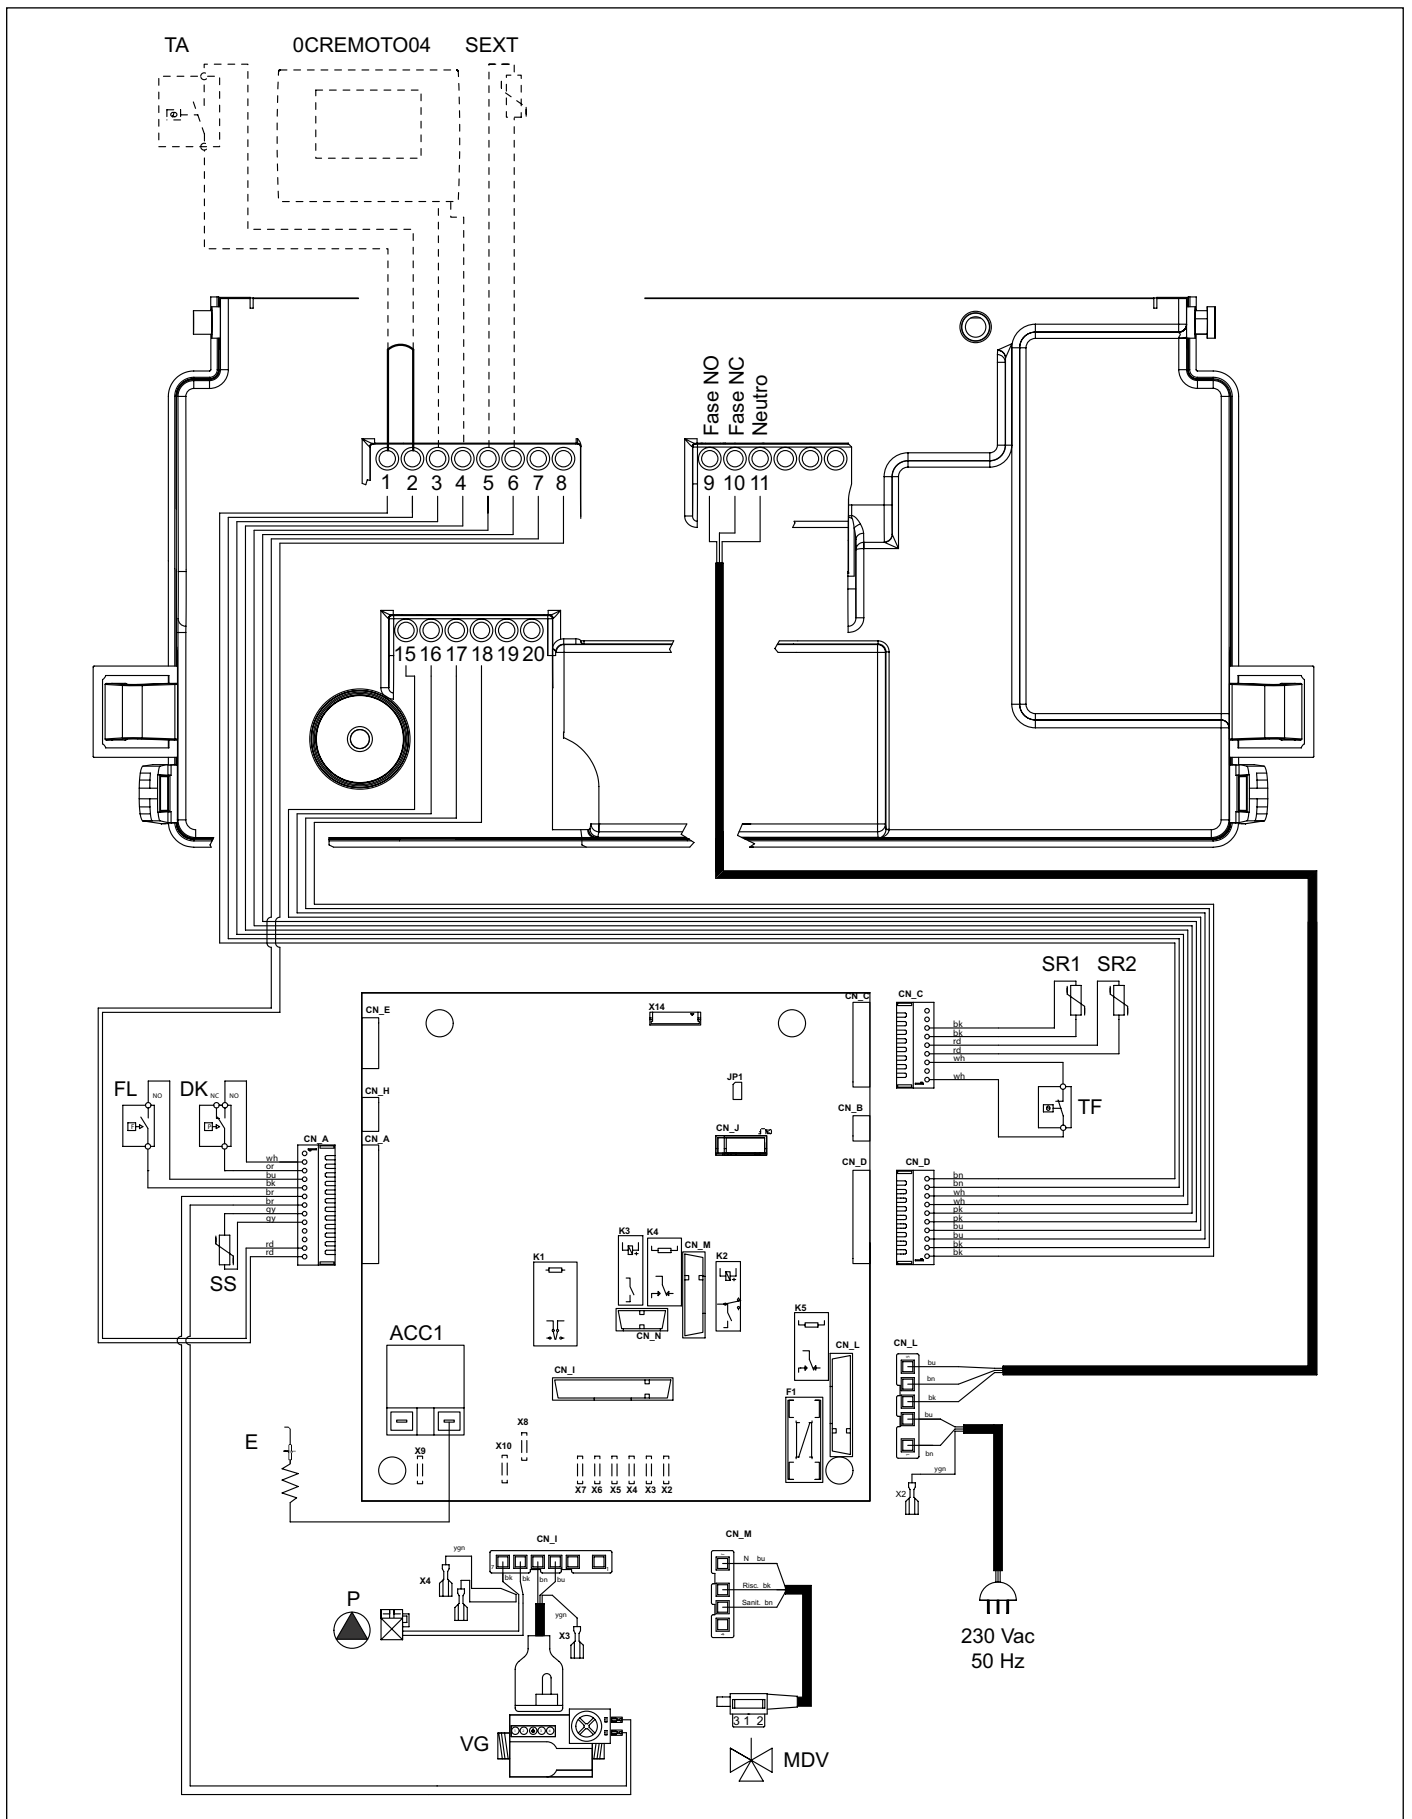 TA
0CREMOTO04
SEXT
Fase NO
Fase NC
Neutro
1 2 3 4 5 6 7 8
9 10 11
15 16 17 18 19 20
SR1 SR2
CN_C
bk
bk
rd
rd
wh
wh
TF
CN_E
X14
CN_C
JP1
CN_H
CN_B
CN_J
CN_A
CN_D
FL
NO
DK
NC
NO
CN_A
wh
or
bu
bk
br
br
gy
gy
rd
rd
SS
CN_D
bn
bn
wh
wh
pk
pk
bu
bu
bk
bk
K3
K4
CN_M
K1
K2
CN_N
K5
CN_L
ACC1
CN_I
F1
E
X9
X10
X8
X7 X6 X5 X4 X3 X2
CN_L
bu
bn
bk
bu
bn
ygn
X2
230 Vac
50 Hz
CN_I
7
ygn
X4
bk bk bn bu
ygn
X3
P
VG
CN_M
N bu
Risc. bk
Sanit. bn
3 1 2
MDV